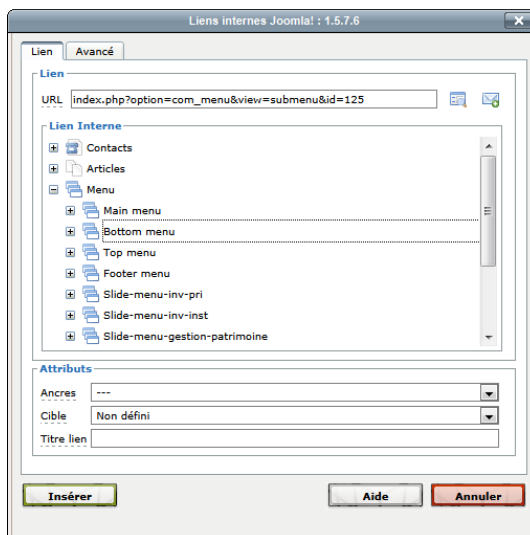 Liens internes Joomla! : 1.5.7.6
Lien Avancé
Lien
URL index.php?option=com_menu&view=submenu&id=125
Lien Interne
Contacts
Articles
Menu
Main menu
Bottom menu
Top menu
Footer menu
Slide-menu-inv-pri
Slide-menu-inv-inst
Slide-menu-gestion-patrimoine
Attributs
Ancres ---
Cible Non défini
Titre lien
Insérer Aide Annuler